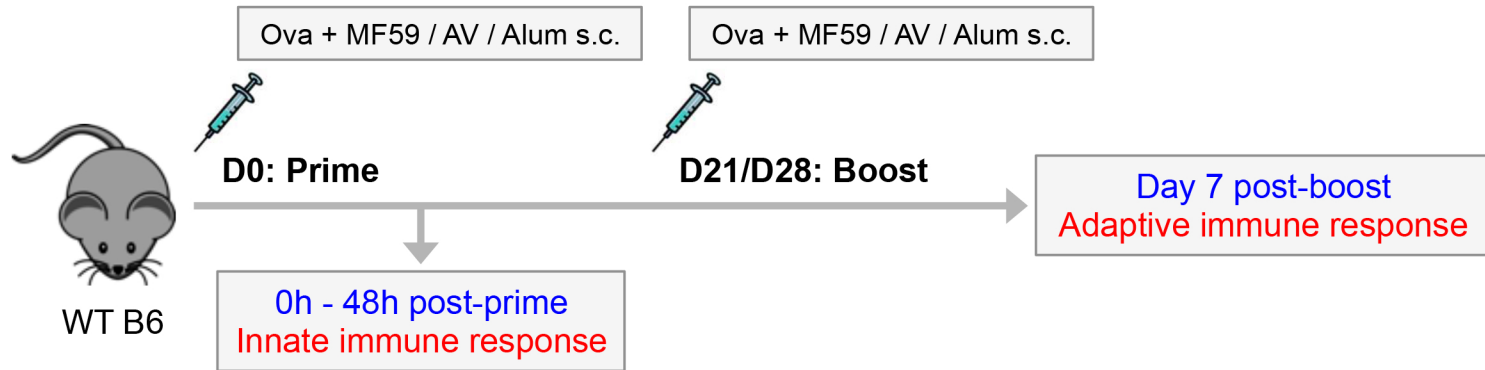 Ova + MF59 / AV / Alum s.c.
Ova + MF59 / AV / Alum s.c.
D0: Prime
D21/D28: Boost
Day 7 post-boost
Adaptive immune response
0h - 48h post-prime
Innate immune response
WT B6